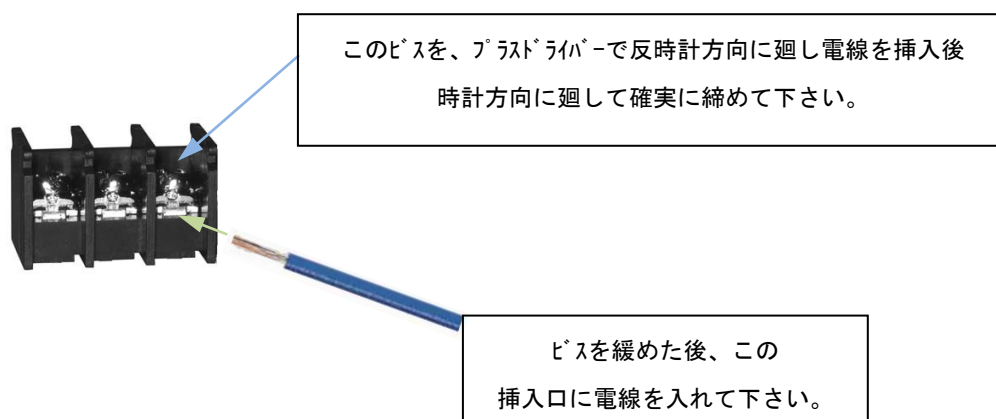 このﾋﾞｽを、ﾌﾟﾗｽﾄﾞﾗｲﾊﾞｰで反時計方向に廻し電線を挿入後
時計方向に廻して確実に締めて下さい。
ﾋﾞｽを緩めた後、この
挿入口に電線を入れて下さい。